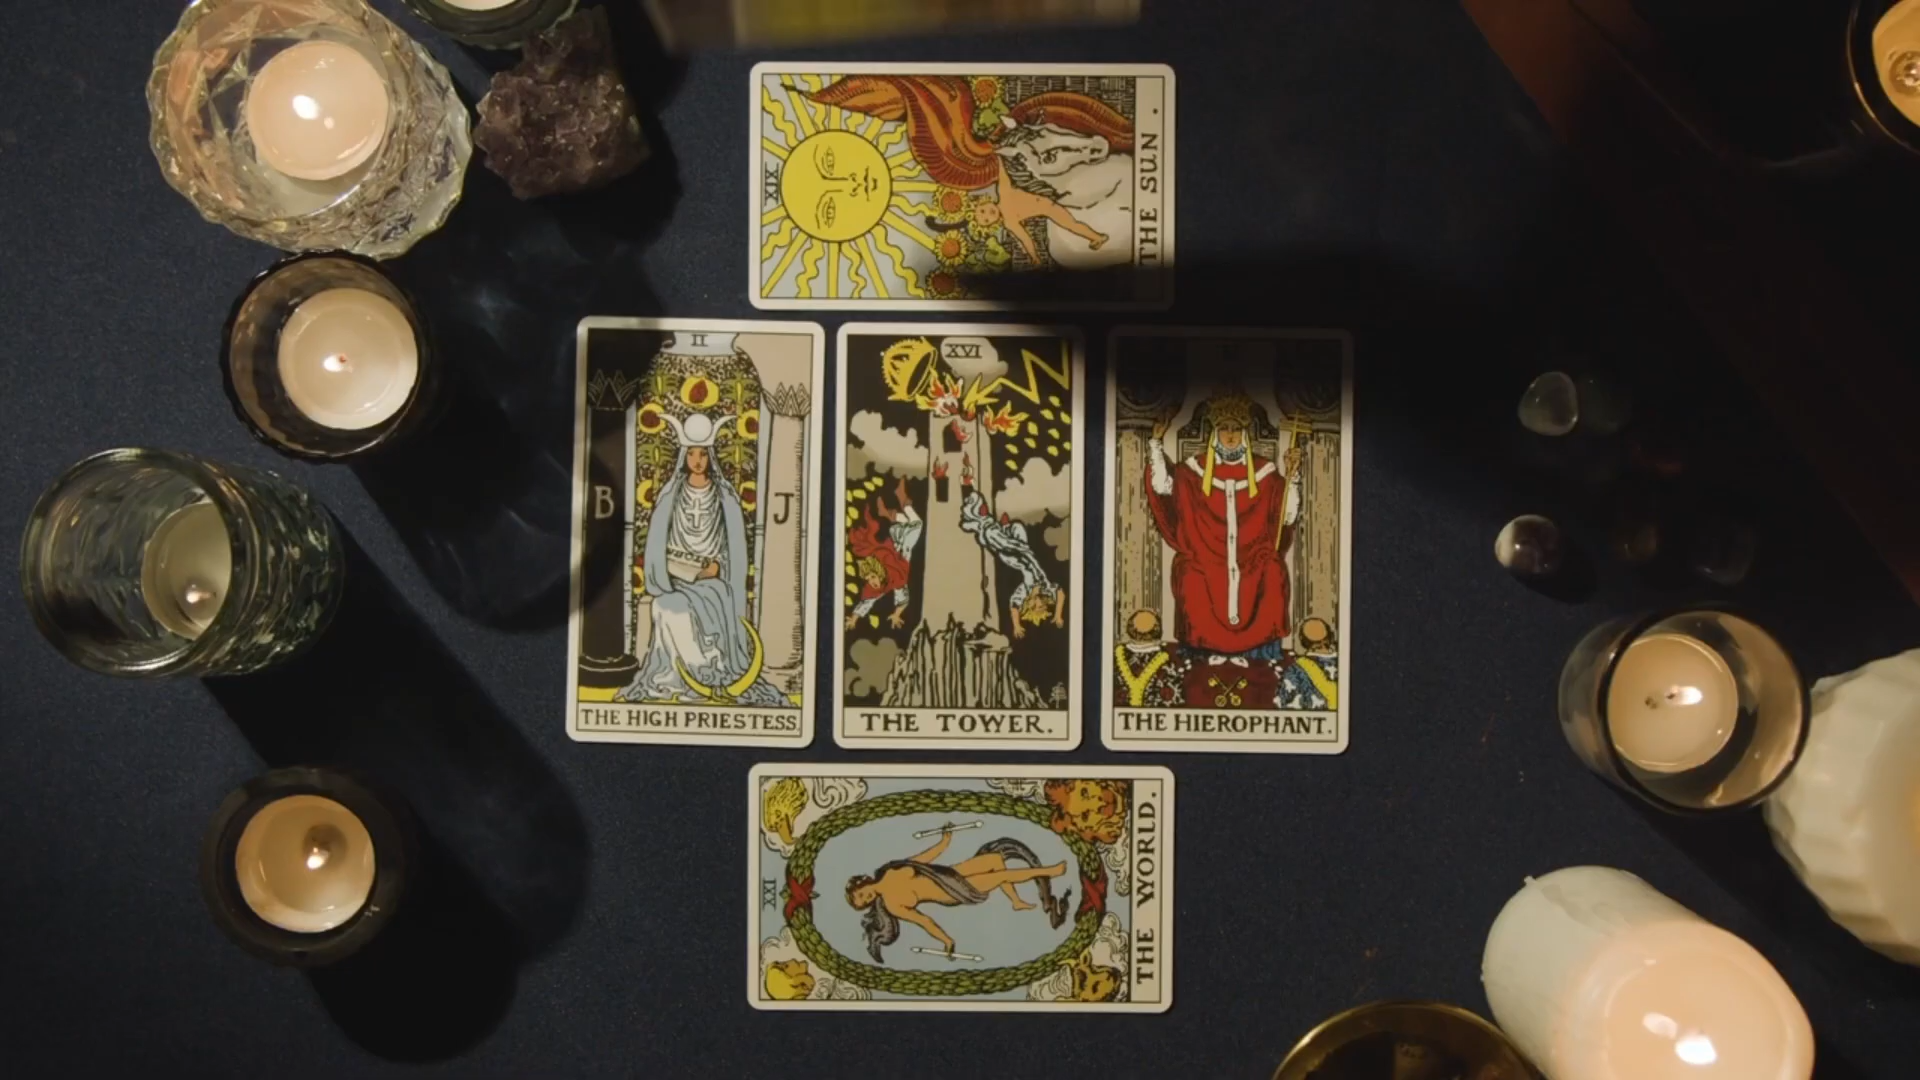 XIX
THE SUN .
II
B
J
THE HIGH PRIESTESS
XVI
THE TOWER.
THE HIEROPHANT.
XXI
THE WORLD.